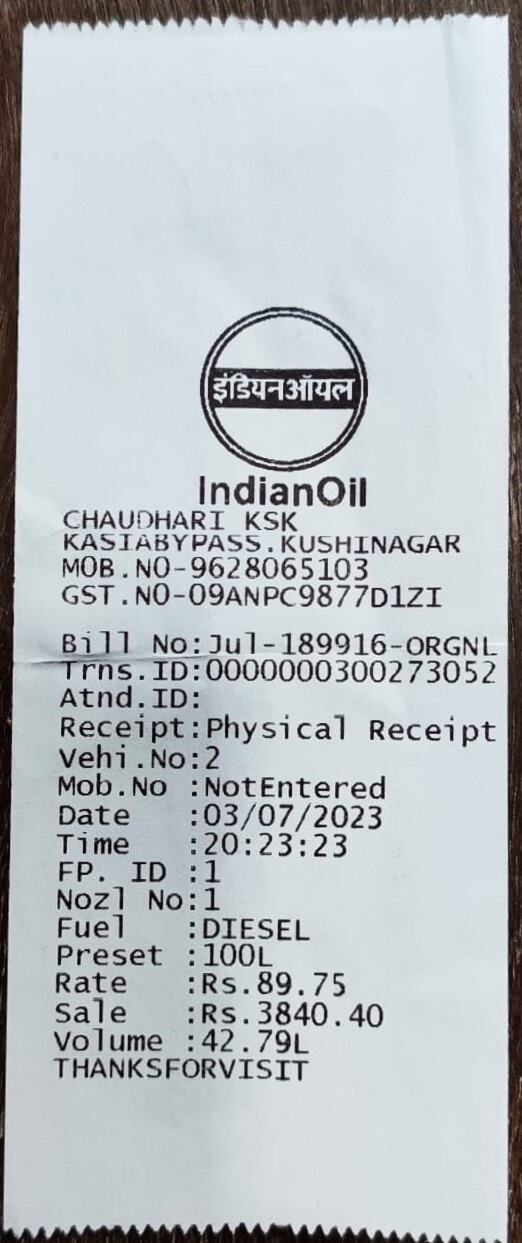 इंडियनऑयल
IndianOil
CHAUDHARI KSK
KASIABYPASS.KUSHINAGAR
MOB.NO-9628065103
GST.NO-09ANPC9877D1ZI
Bill No:Jul-189916-ORGNL
Trns.ID:0000000300273052
Atnd.ID:
Receipt:Physical Receipt
Vehi.No:2
Mob.No :NotEntered
Date   :03/07/2023
Time   :20:23:23
FP. ID :1
Nozl No:1
Fuel   :DIESEL
Preset :100L
Rate   :Rs.89.75
Sale   :Rs.3840.40
Volume :42.79L
THANKSFORVISIT